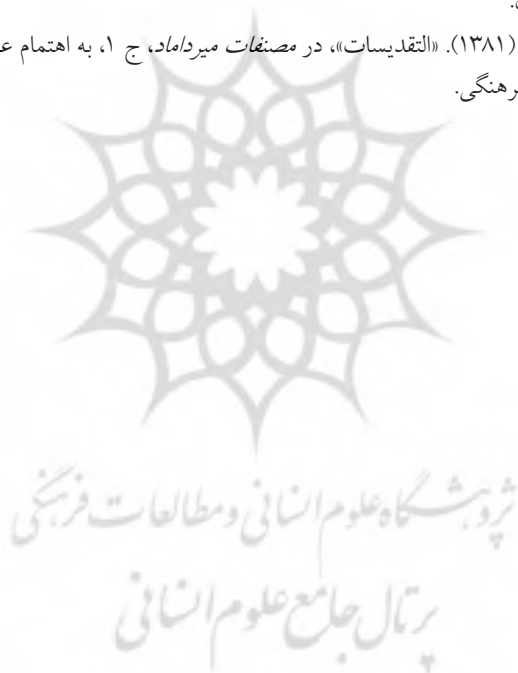 (۱۳۸۱). «التقدیسات»، در مصنفات میرداماد، ج ۱، به اهتمام ع
رهنگی.
پژوهشگاه علوم انسانی و مطالعات فرهنگی
پرتال جامع علوم انسانی